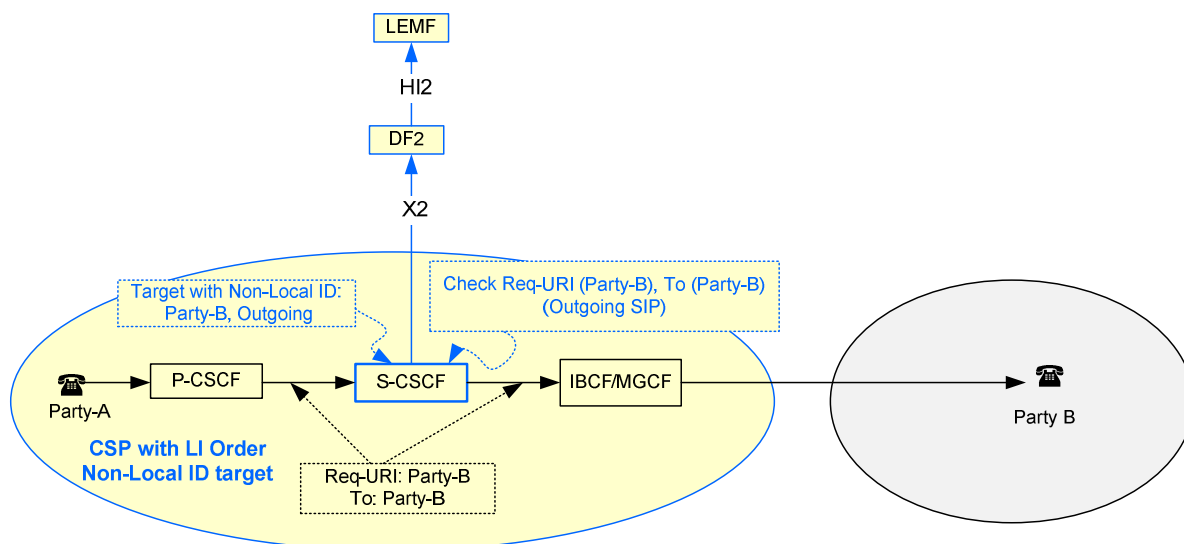 LEMF
HI2
DF2
X2
Target with Non-Local ID:
Party-B, Outgoing
Check Req-URI (Party-B), To (Party-B)
(Outgoing SIP)
P-CSCF
S-CSCF
IBCF/MGCF
Party-A
Party B
CSP with LI Order
Non-Local ID target
Req-URI: Party-B
To: Party-B